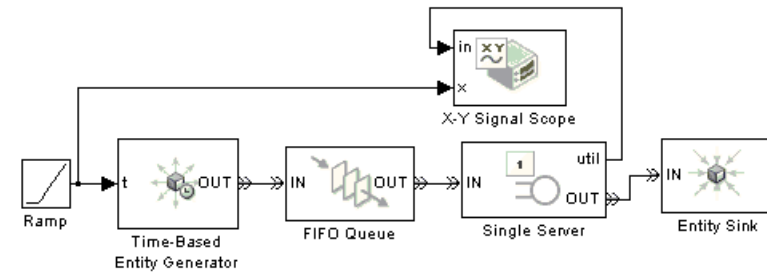 in
XY
x
X-Y Signal Scope
t
OUT
IN
OUT
IN
1
util
OUT
IN
Ramp
Time-Based
Entity Generator
FIFO Queue
Single Server
Entity Sink